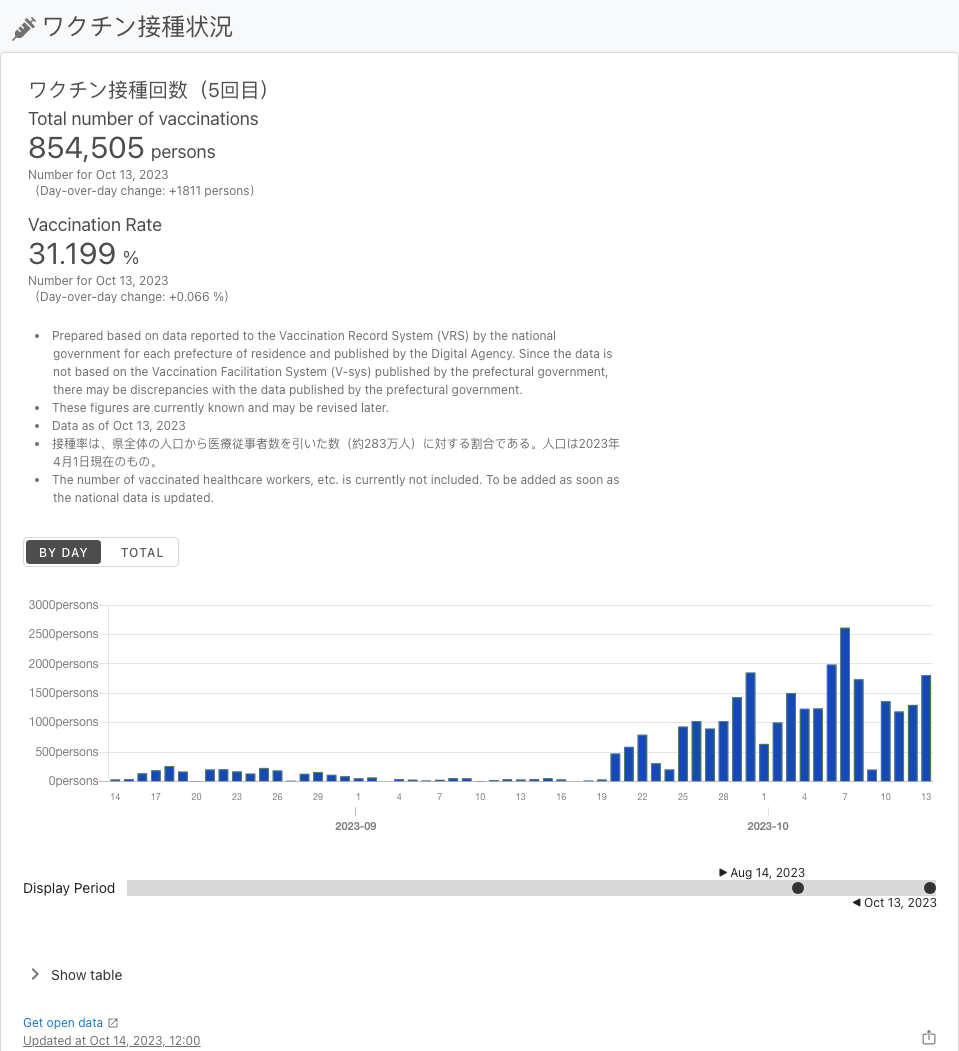 ワクチン接種状況
ワクチン接種回数（5回目）
Total number of vaccinations
854,505 persons
Number for Oct 13, 2023
（Day-over-day change: +1811 persons）
Vaccination Rate
31.199 %
Number for Oct 13, 2023
（Day-over-day change: +0.066 %）
• Prepared based on data reported to the Vaccination Record System (VRS) by the national
government for each prefecture of residence and published by the Digital Agency. Since the data is
not based on the Vaccination Facilitation System (V-sys) published by the prefectural government,
there may be discrepancies with the data published by the prefectural government.
• These figures are currently known and may be revised later.
• Data as of Oct 13, 2023
• 接種率は、県全体の人口から医療従事者数を引いた数（約283万人）に対する割合である。人口は2023年
4月1日現在のもの。
• The number of vaccinated healthcare workers, etc. is currently not included. To be added as soon as
the national data is updated.
BY DAY TOTAL
3000persons
2500persons
2000persons
1500persons
1000persons
500persons
0persons
14 17 20 23 26 29 1 4 7 10 13 16 19 22 25 28 1 4 7 10 13
2023-09 2023-10
Aug 14, 2023
Display Period
Oct 13, 2023
Show table
Get open data
Updated at Oct 14, 2023, 12:00